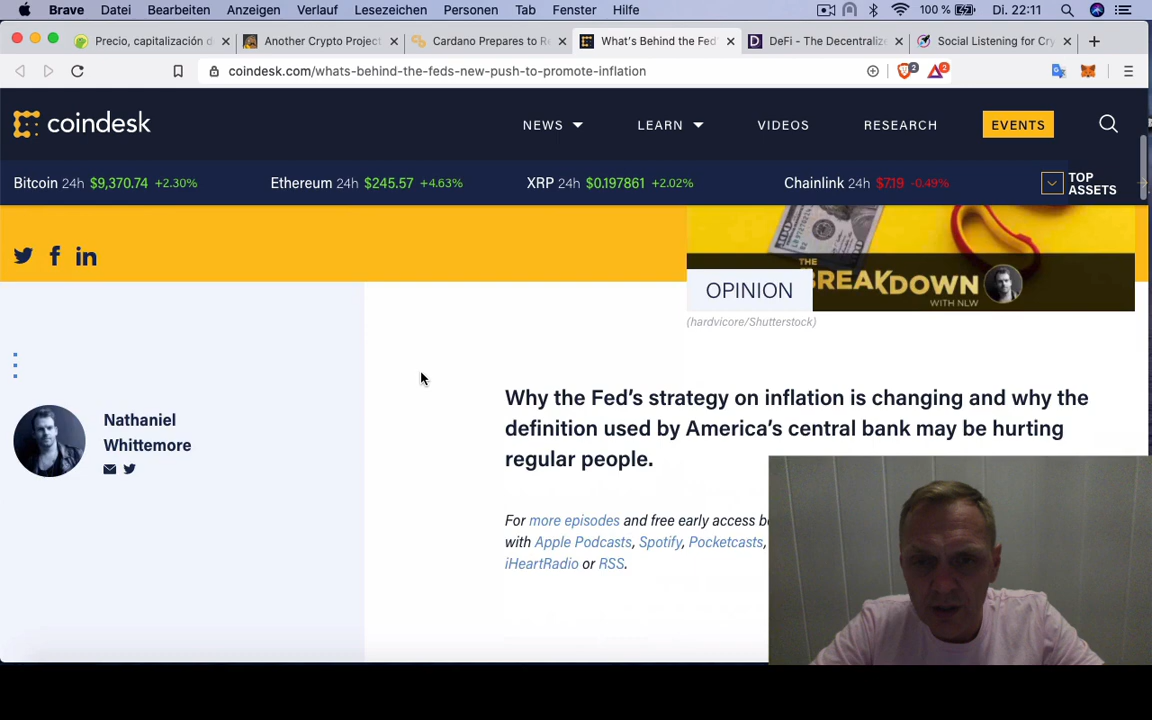 Brave Datei Bearbeiten Anzeigen Verlauf Lesezeichen Personen Tab Fenster Hilfe 100 % Di. 22:11
Precio, capitalización d Another Crypto Project Cardano Prepares to Re What's Behind the Fed' DeFi - The Decentralize Social Listening for Cry
coindesk.com/whats-behind-the-feds-new-push-to-promote-inflation 2 2
coindesk NEWS LEARN VIDEOS RESEARCH EVENTS
Bitcoin 24h $9,370.74 +2.30% Ethereum 24h $245.57 +4.63% XRP 24h $0.197861 +2.02% Chainlink 24h $7.19 -0.49% TOP
ASSETS
THE
BREAKDOWN
WITH NLW
OPINION
(hardvicore/Shutterstock)
Nathaniel
Whittemore
Why the Fed's strategy on inflation is changing and why the
definition used by America's central bank may be hurting
regular people.
For more episodes and free early access be
with Apple Podcasts, Spotify, Pocketcasts,
iHeartRadio or RSS.